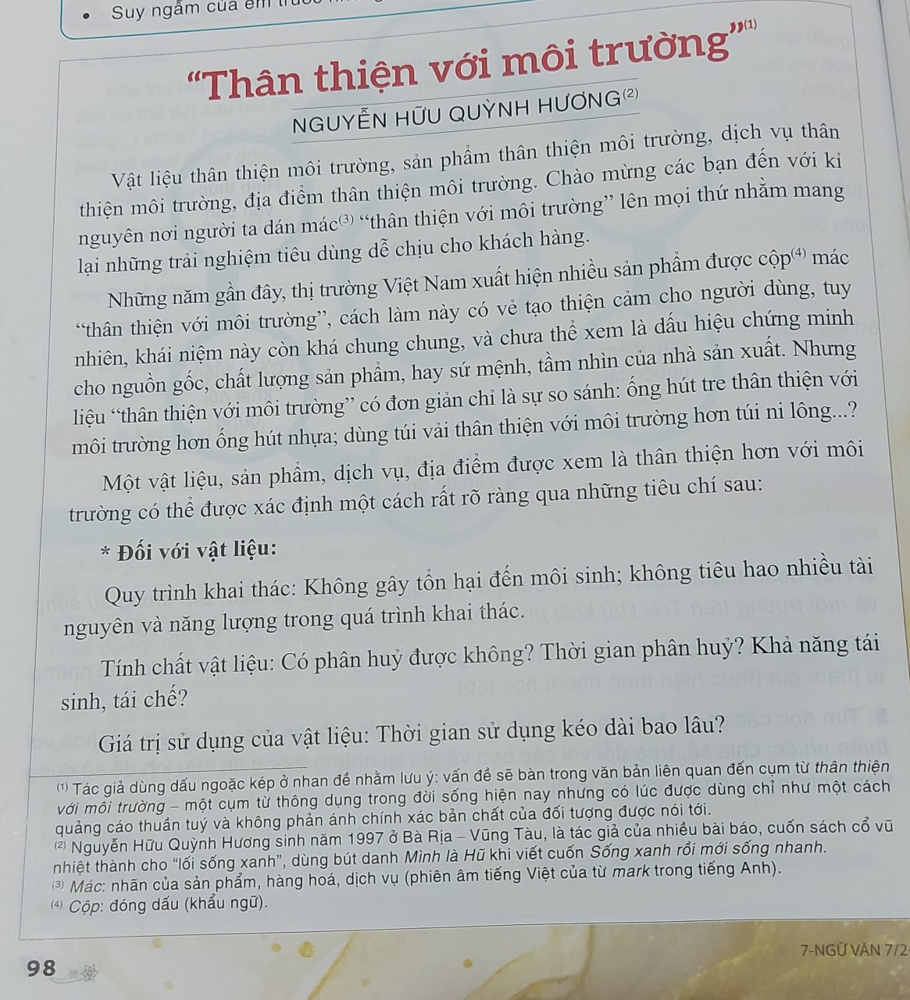 • Suy ngẫm của em
“Thân thiện với môi trường”(1)
NGUYỄN HỮU QUỲNH HƯƠNG(2)
Vật liệu thân thiện môi trường, sản phẩm thân thiện môi trường, dịch vụ thân
thiện môi trường, địa điểm thân thiện môi trường. Chào mừng các bạn đến với kỉ
nguyên nơi người ta dán mác(3) “thân thiện với môi trường” lên mọi thứ nhằm mang
lại những trải nghiệm tiêu dùng dễ chịu cho khách hàng.
Những năm gần đây, thị trường Việt Nam xuất hiện nhiều sản phẩm được cộp(4) mác
“thân thiện với môi trường”, cách làm này có vẻ tạo thiện cảm cho người dùng, tuy
nhiên, khái niệm này còn khá chung chung, và chưa thể xem là dấu hiệu chứng minh
cho nguồn gốc, chất lượng sản phẩm, hay sứ mệnh, tầm nhìn của nhà sản xuất. Nhưng
liệu “thân thiện với môi trường” có đơn giản chỉ là sự so sánh: ống hút tre thân thiện với
môi trường hơn ống hút nhựa; dùng túi vải thân thiện với môi trường hơn túi ni lông...?
Một vật liệu, sản phẩm, dịch vụ, địa điểm được xem là thân thiện hơn với môi
trường có thể được xác định một cách rất rõ ràng qua những tiêu chí sau:
* Đối với vật liệu:
Quy trình khai thác: Không gây tổn hại đến môi sinh; không tiêu hao nhiều tài
nguyên và năng lượng trong quá trình khai thác.
Tính chất vật liệu: Có phân huỷ được không? Thời gian phân huỷ? Khả năng tái
sinh, tái chế?
Giá trị sử dụng của vật liệu: Thời gian sử dụng kéo dài bao lâu?
(1) Tác giả dùng dấu ngoặc kép ở nhan đề nhằm lưu ý: vấn đề sẽ bàn trong văn bản liên quan đến cụm từ thân thiện
với môi trường – một cụm từ thông dụng trong đời sống hiện nay nhưng có lúc được dùng chỉ như một cách
quảng cáo thuần tuý và không phản ánh chính xác bản chất của đối tượng được nói tới.
(2) Nguyễn Hữu Quỳnh Hương sinh năm 1997 ở Bà Rịa – Vũng Tàu, là tác giả của nhiều bài báo, cuốn sách cổ vũ
nhiệt thành cho “lối sống xanh”, dùng bút danh Mình là Hũ khi viết cuốn Sống xanh rồi mới sống nhanh.
(3) Mác: nhãn của sản phẩm, hàng hoá, dịch vụ (phiên âm tiếng Việt của từ mark trong tiếng Anh).
(4) Cộp: đóng dấu (khẩu ngữ).
98
7-NGỮ VĂN 7/2